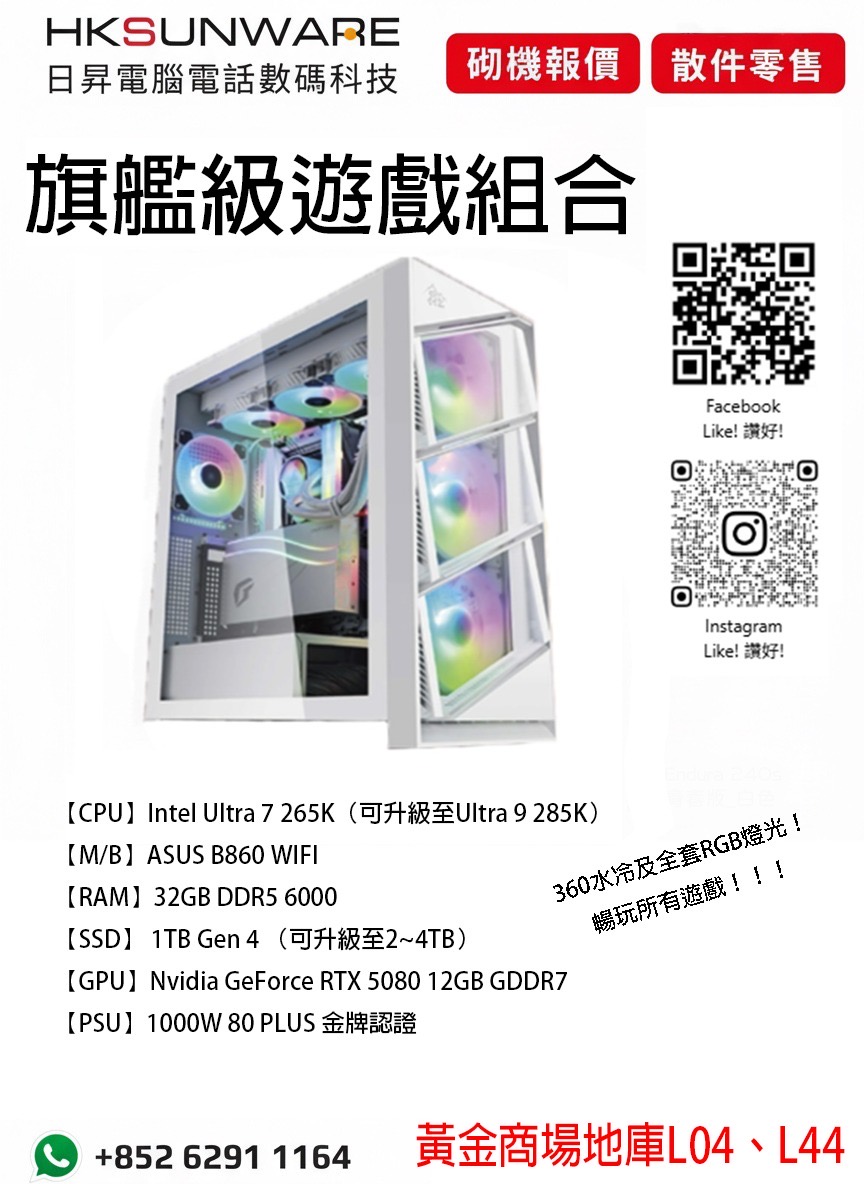 HKSUNWARE
日昇電腦電話數碼科技
砌機報價
散件零售
旗艦級遊戲組合
Facebook
Like! 讚好!
Instagram
Like! 讚好!
【CPU】Intel Ultra 7 265K（可升級至Ultra 9 285K）
【M/B】ASUS B860 WIFI
【RAM】32GB DDR5 6000
【SSD】 1TB Gen 4 （可升級至2~4TB）
【GPU】Nvidia GeForce RTX 5080 12GB GDDR7
【PSU】1000W 80 PLUS 金牌認證
360水冷及全套RGB燈光！
暢玩所有遊戲！！！
+852 6291 1164
黃金商場地庫L04、L44